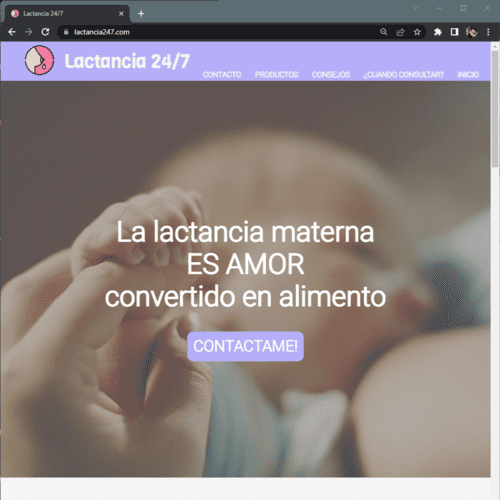 Lactancia 24/7
lactancia247.com
Lactancia 24/7
CONTACTO PRODUCTOS CONSEJOS ¿CUANDO CONSULTAR? INICIO
La lactancia materna
ES AMOR
convertido en alimento
CONTACTAME!